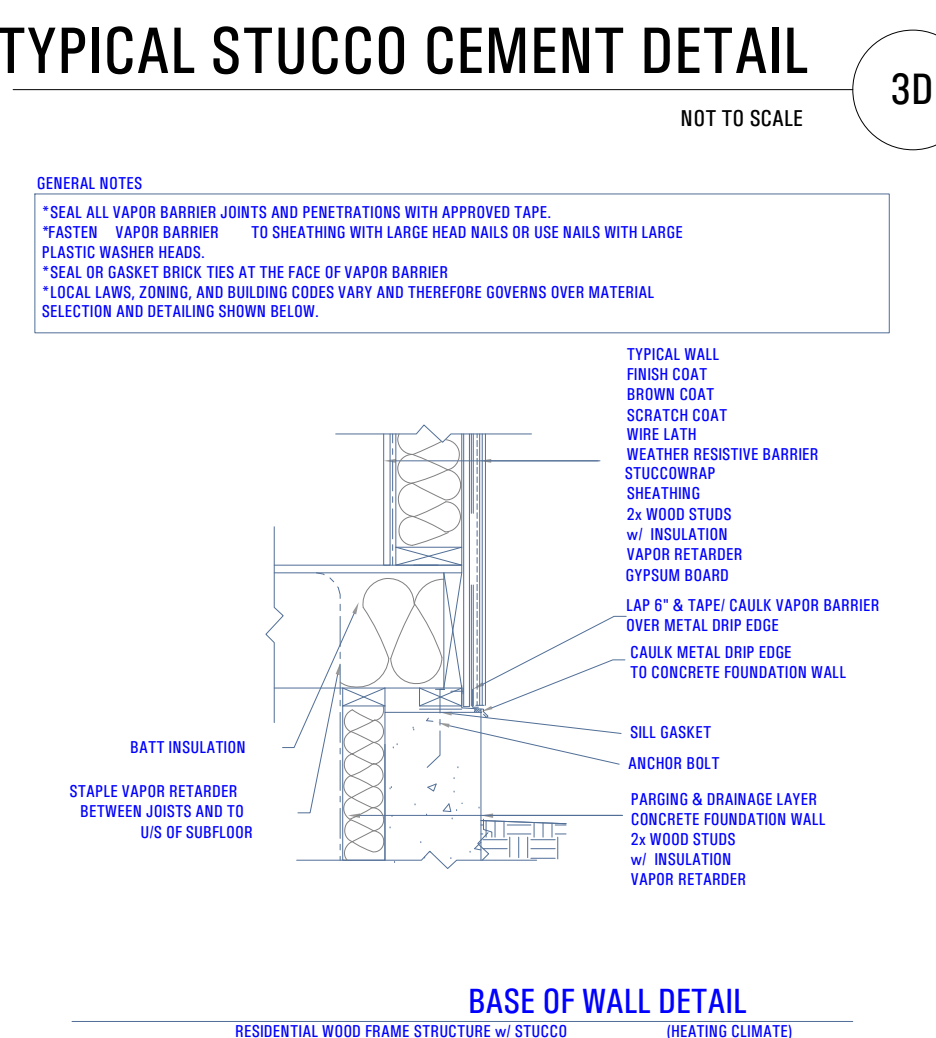 TYPICAL STUCCO CEMENT DETAIL
3D
NOT TO SCALE
GENERAL NOTES
*SEAL ALL VAPOR BARRIER JOINTS AND PENETRATIONS WITH APPROVED TAPE.
*FASTEN VAPOR BARRIER TO SHEATHING WITH LARGE HEAD NAILS OR USE NAILS WITH LARGE
PLASTIC WASHER HEADS.
*SEAL OR GASKET BRICK TIES AT THE FACE OF VAPOR BARRIER
*LOCAL LAWS, ZONING, AND BUILDING CODES VARY AND THEREFORE GOVERNS OVER MATERIAL
SELECTION AND DETAILING SHOWN BELOW.
TYPICAL WALL
FINISH COAT
BROWN COAT
SCRATCH COAT
WIRE LATH
WEATHER RESISTIVE BARRIER
STUCCOWRAP
SHEATHING
2x WOOD STUDS
w/ INSULATION
VAPOR RETARDER
GYPSUM BOARD
LAP 6" & TAPE/ CAULK VAPOR BARRIER
OVER METAL DRIP EDGE
CAULK METAL DRIP EDGE
TO CONCRETE FOUNDATION WALL
SILL GASKET
ANCHOR BOLT
PARGING & DRAINAGE LAYER
CONCRETE FOUNDATION WALL
2x WOOD STUDS
w/ INSULATION
VAPOR RETARDER
BATT INSULATION
STAPLE VAPOR RETARDER
BETWEEN JOISTS AND TO
U/S OF SUBFLOOR
BASE OF WALL DETAIL
RESIDENTIAL WOOD FRAME STRUCTURE w/ STUCCO (HEATING CLIMATE)